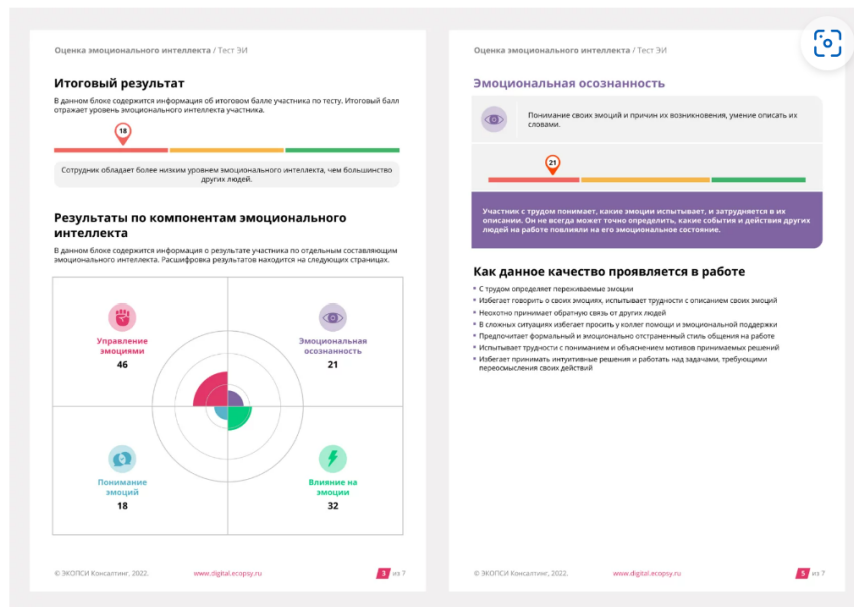 Оценка эмоционального интеллекта / Тест ЭИ
Итоговый результат
В данном блоке содержится информация об итоговом балле участника по тесту. Итоговый балл
отражает уровень эмоционального интеллекта участника.
18
Сотрудник обладает более низким уровнем эмоционального интеллекта, чем большинство
других людей.
Результаты по компонентам эмоционального
интеллекта
В данном блоке содержится информация о результате участника по отдельным составляющим
эмоционального интеллекта. Расшифровка результатов находится на следующих страницах.
Управление
эмоциями
46
Эмоциональная
осознанность
21
Понимание
эмоций
18
Влияние на
эмоции
32
© ЭКОПСИ Консалтинг, 2022.
www.digital.ecopsy.ru
3 из 7
Оценка эмоционального интеллекта / Тест ЭИ
Эмоциональная осознанность
Понимание своих эмоций и причин их возникновения, умение описать их
словами.
21
Участник с трудом понимает, какие эмоции испытывает, и затрудняется в их
описании. Он не всегда может точно определить, какие события и действия других
людей на работе повлияли на его эмоциональное состояние.
Как данное качество проявляется в работе
С трудом определяет переживаемые эмоции
Избегает говорить о своих эмоциях, испытывает трудности с описанием своих эмоций
Неохотно принимает обратную связь от других людей
В сложных ситуациях избегает просить у коллег помощи и эмоциональной поддержки
Предпочитает формальный и эмоционально отстраненный стиль общения на работе
Испытывает трудности с пониманием и объяснением мотивов принимаемых решений
Избегает принимать интуитивные решения и работать над задачами, требующими
переосмысления своих действий
© ЭКОПСИ Консалтинг, 2022.
www.digital.ecopsy.ru
5 из 7